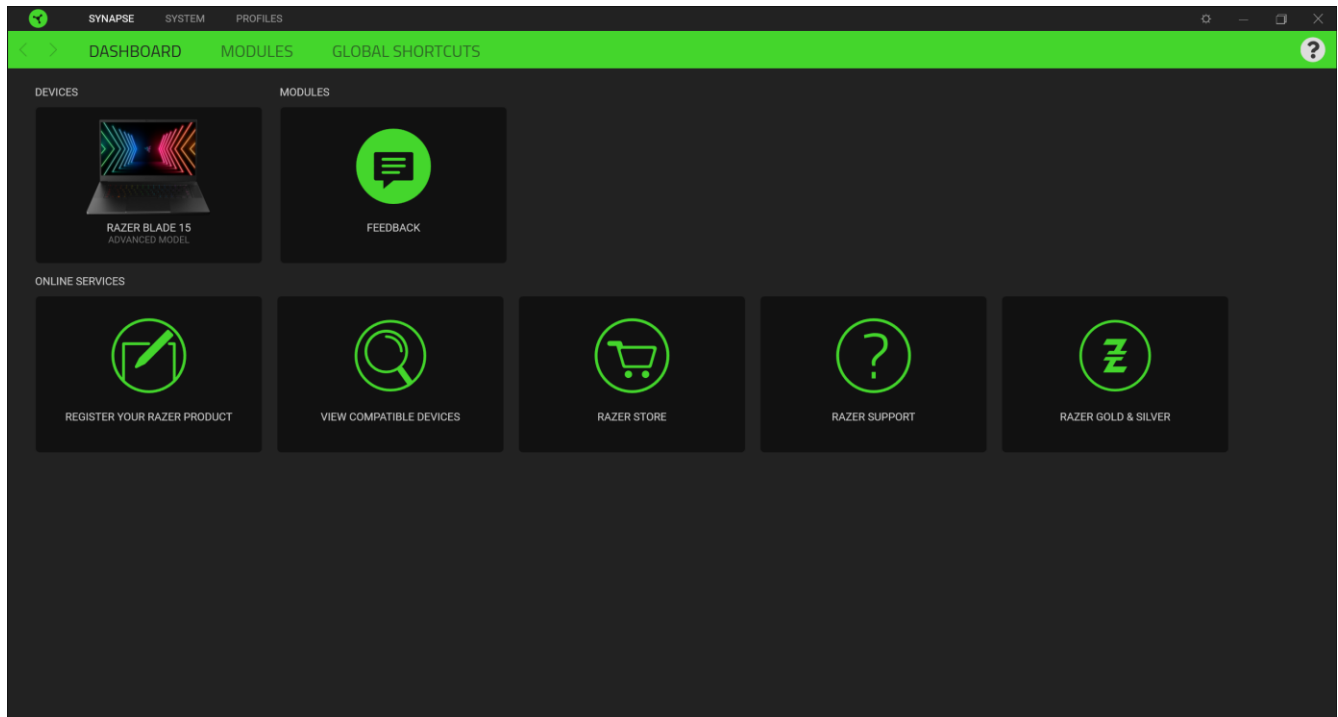 SYNAPSE SYSTEM PROFILES
DASHBOARD MODULES GLOBAL SHORTCUTS
?
DEVICES MODULES
RAZER BLADE 15
ADVANCED MODEL
FEEDBACK
ONLINE SERVICES
REGISTER YOUR RAZER PRODUCT
VIEW COMPATIBLE DEVICES
RAZER STORE
?
RAZER SUPPORT
RAZER GOLD & SILVER